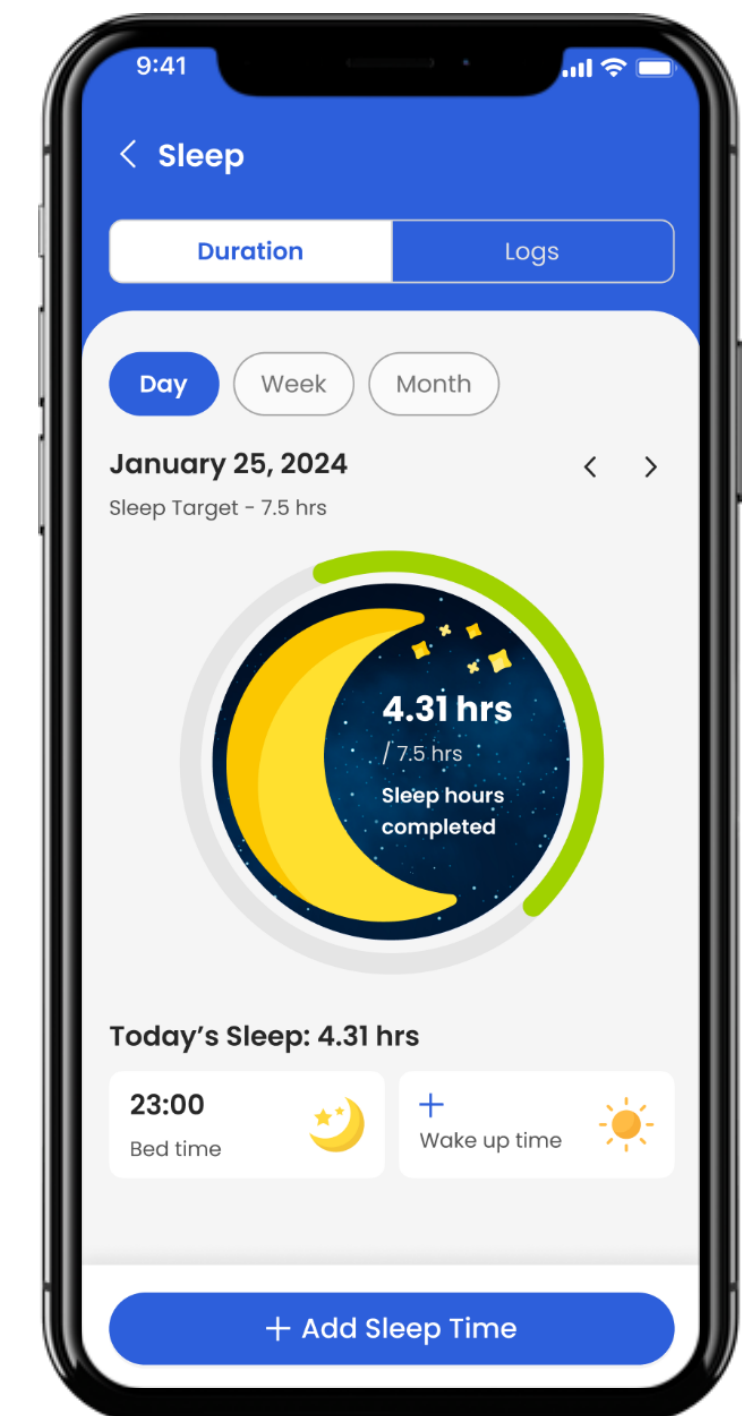 9:41
Sleep
Duration
Logs
Day
Week
Month
January 25, 2024
Sleep Target - 7.5 hrs
4.31 hrs
/ 7.5 hrs
Sleep hours
completed
Today’s Sleep: 4.31 hrs
23:00
Bed time
+
Wake up time
+ Add Sleep Time